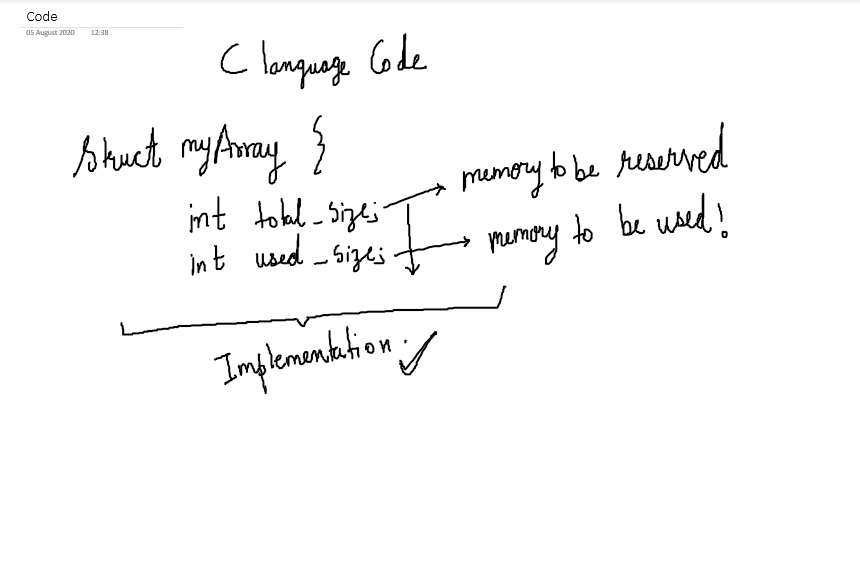 Code
05 August 2020 12:38
C language Code
struct myArray {
int total_size; → memory to be reserved
int used_size; → memory to be used!
Implementation. ✓